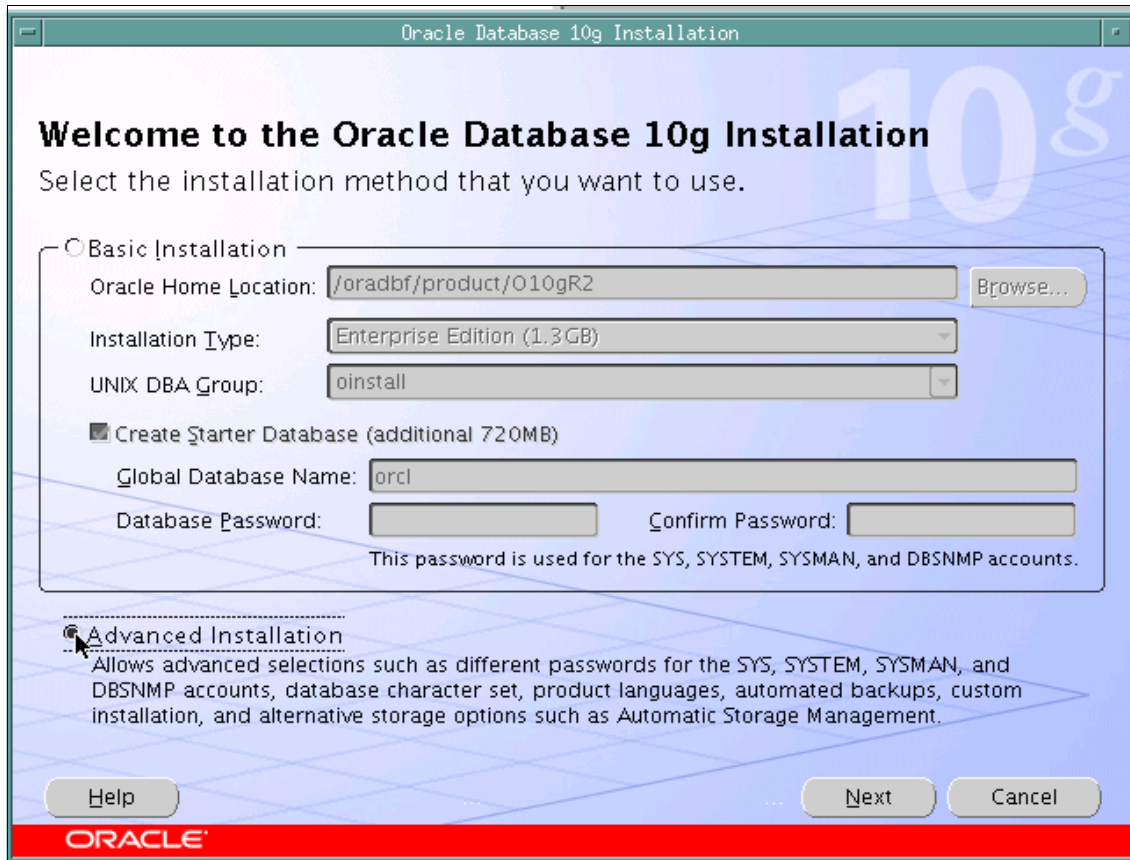 Oracle Database 10g Installation
10g
Welcome to the Oracle Database 10g Installation
Select the installation method that you want to use.
Basic Installation
Oracle Home Location: /oradbf/product/O10gR2 Browse...
Installation Type: Enterprise Edition (1.3GB)
UNIX DBA Group: oinstall
Create Starter Database (additional 720MB)
Global Database Name: orcl
Database Password: Confirm Password:
This password is used for the SYS, SYSTEM, SYSMAN, and DBSNMP accounts.
Advanced Installation
Allows advanced selections such as different passwords for the SYS, SYSTEM, SYSMAN, and
DBSNMP accounts, database character set, product languages, automated backups, custom
installation, and alternative storage options such as Automatic Storage Management.
Help Next Cancel
ORACLE